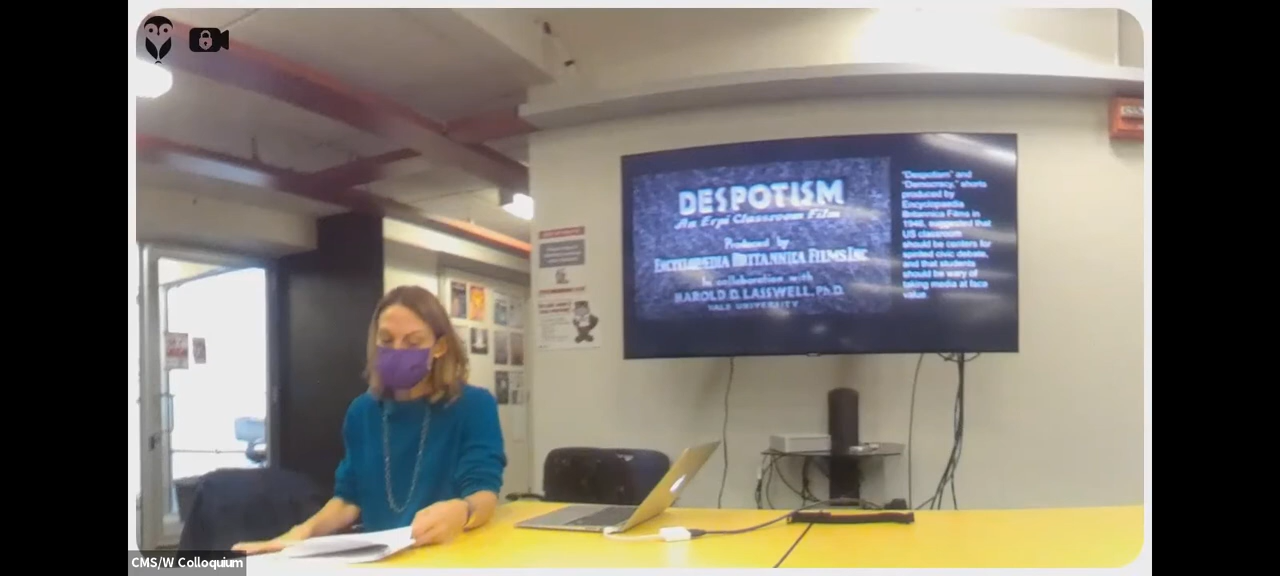 DESPOTISM
An Erpi Classroom Film
Produced by
ENCYCLOPÆDIA BRITANNICA FILMS INC.
In collaboration with
HAROLD D. LASSWELL, PH.D.
YALE UNIVERSITY
"Despotism" and
"Democracy," shorts
produced by
Encyclopaedia
Britannica Films in
1946, suggested that
US classroom
should be centers for
spirited civic debate,
and that students
should be wary of
taking media at face
value.
CMS/W Colloquium